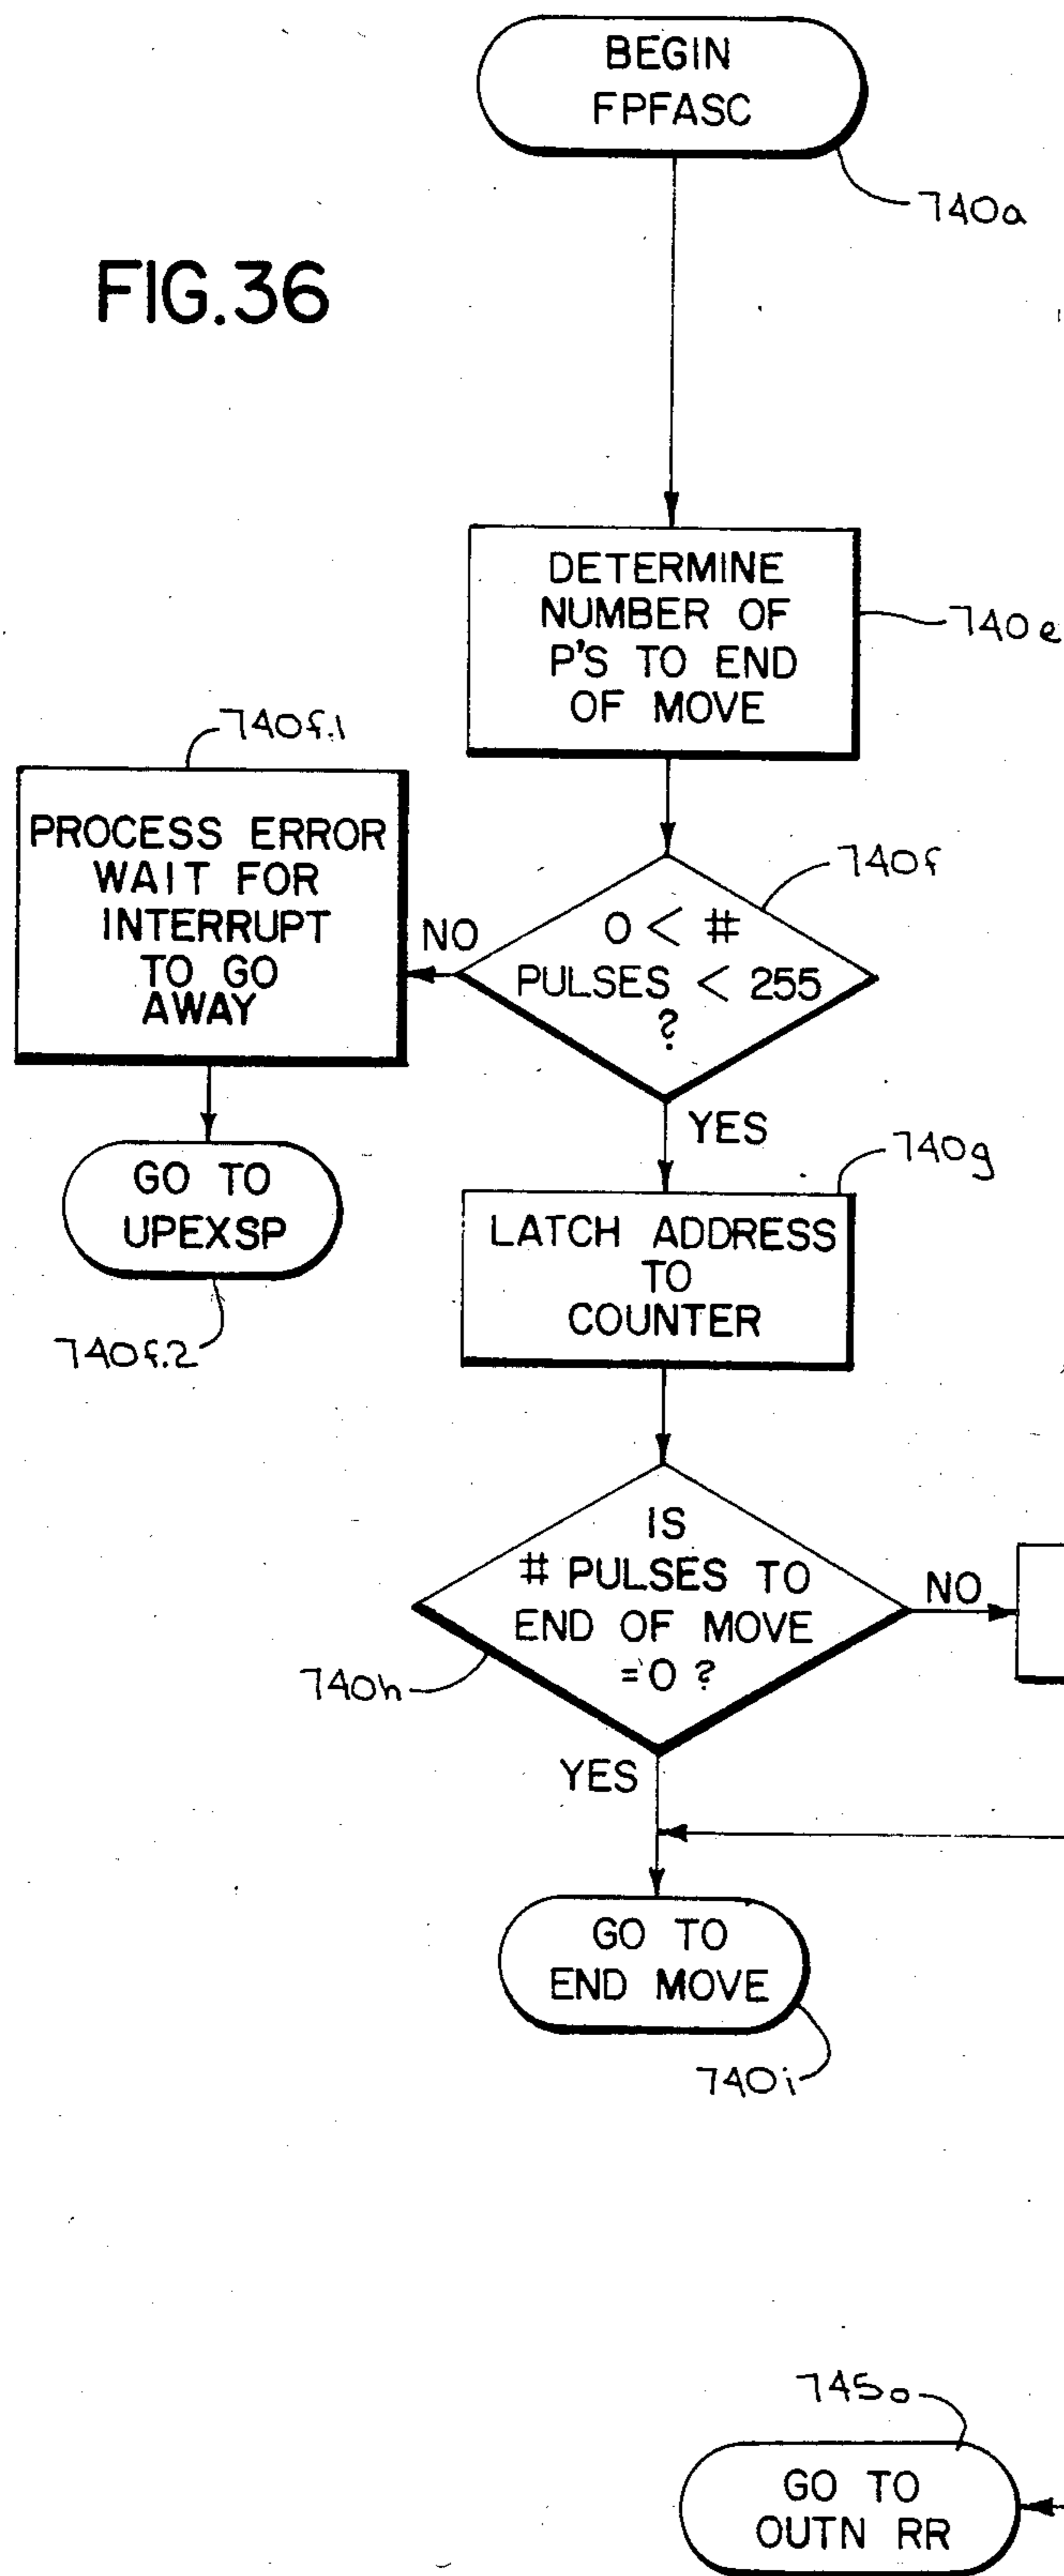 BEGIN
FPFASC
740a
FIG.36
DETERMINE
NUMBER OF
P'S TO END
OF MOVE
740e
740f.1
PROCESS ERROR
WAIT FOR
INTERRUPT
TO GO
AWAY
740f
0 < #
PULSES < 255
?
NO
YES
GO TO
UPEXSP
740f.2
740g
LATCH ADDRESS
TO
COUNTER
IS
# PULSES TO
END OF MOVE
=0 ?
NO
740h
YES
GO TO
END MOVE
740i
745o
GO TO
OUTN RR